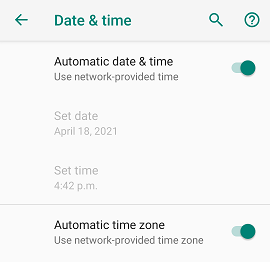 Date & time
Automatic date & time
Use network-provided time
Set date
April 18, 2021
Set time
4:42 p.m.
Automatic time zone
Use network-provided time zone